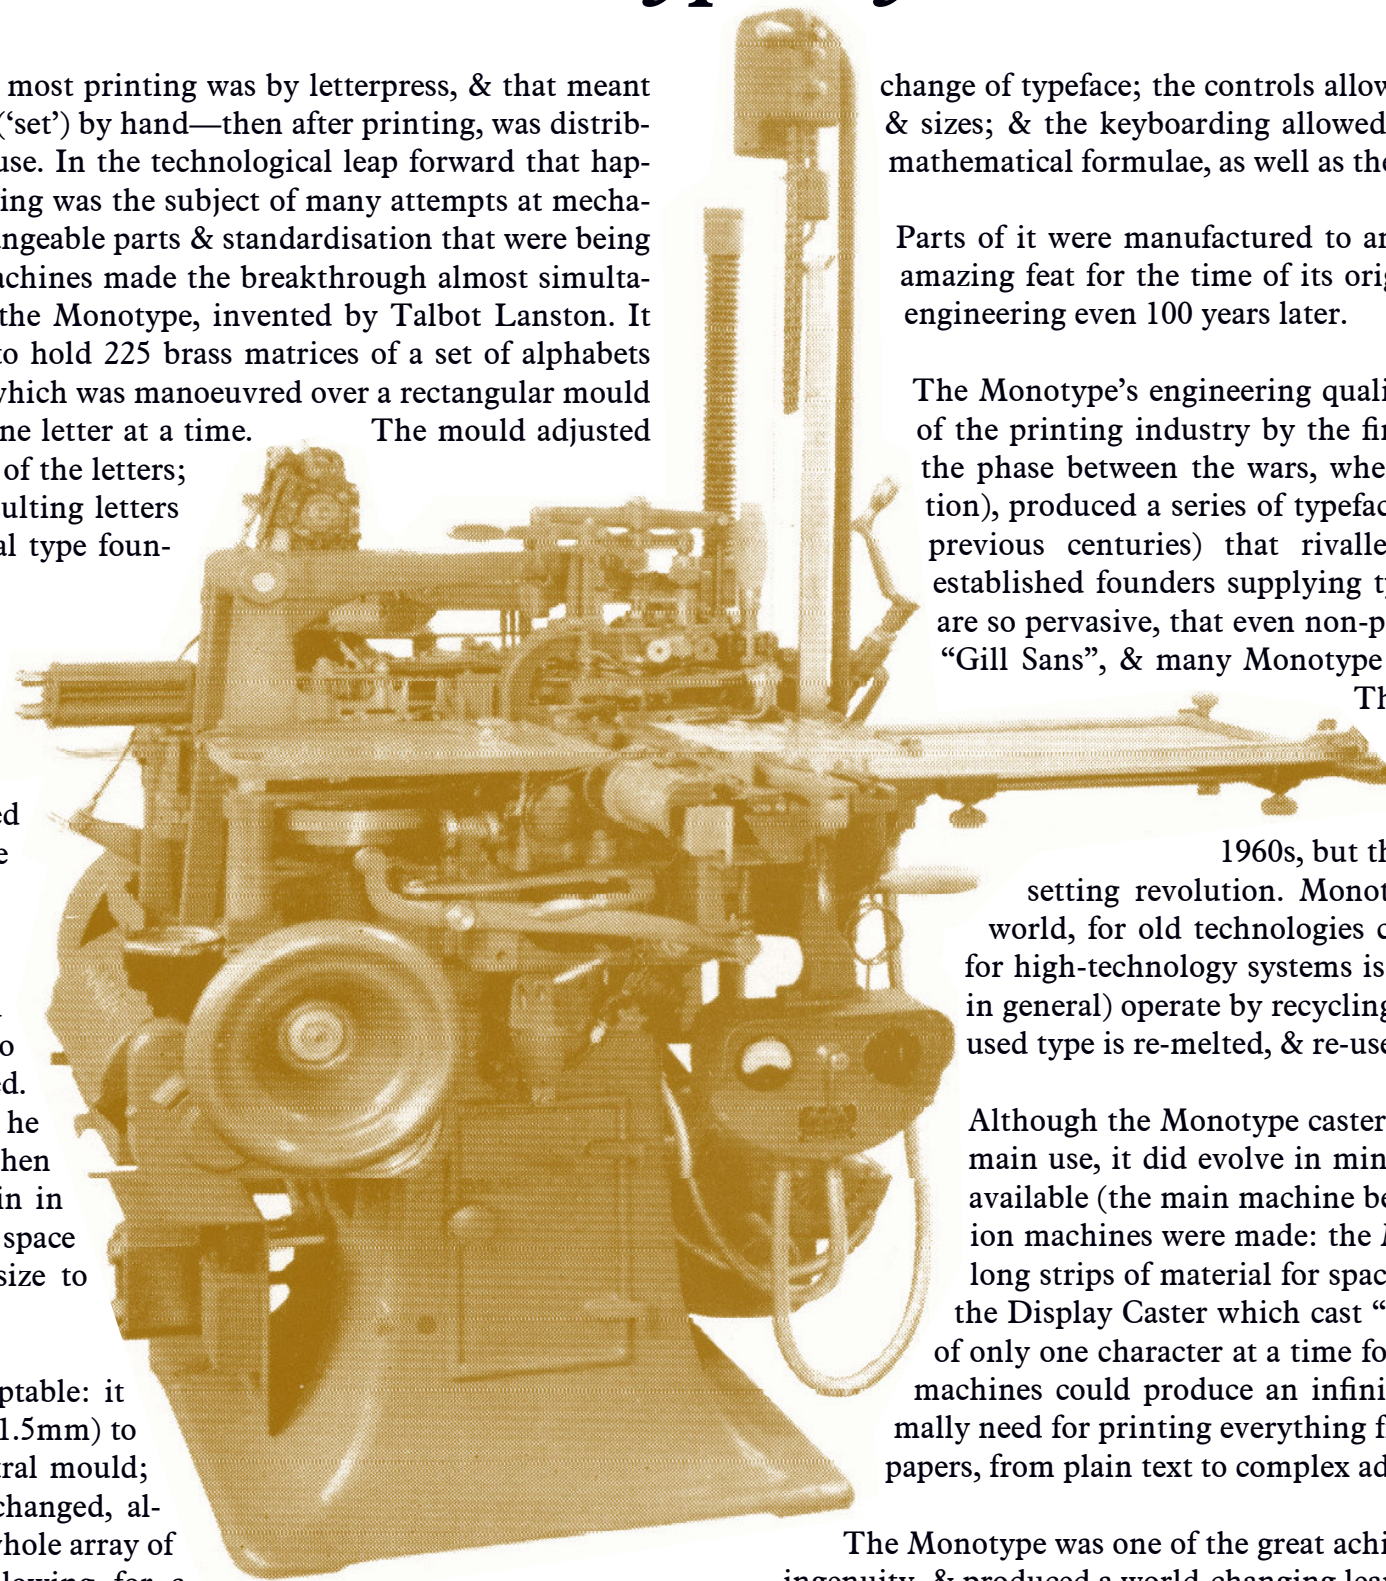 most printing was by letterpress, & that meant
(‘set’) by hand—then after printing, was distrib-
use. In the technological leap forward that hap-
ing was the subject of many attempts at mecha-
ngeable parts & standardisation that were being
achines made the breakthrough almost simulta-
the Monotype, invented by Talbot Lanston. It
to hold 225 brass matrices of a set of alphabets
which was manoeuvred over a rectangular mould
ne letter at a time. The mould adjusted
of the letters;
ulting letters
al type foun-
ed
e
o
ed.
he
hen
in in
space
size to
ptable: it
1.5mm) to
tral mould;
changed, al-
whole array of
lowing for a
change of typeface; the controls allow
& sizes; & the keyboarding allowed
mathematical formulae, as well as the
Parts of it were manufactured to an
amazing feat for the time of its orig
engineering even 100 years later.
The Monotype’s engineering quali
of the printing industry by the fir
the phase between the wars, whe
tion), produced a series of typefac
previous centuries) that rivalle
established founders supplying ty
are so pervasive, that even non-p
“Gill Sans”, & many Monotype
Th
1960s, but th
setting revolution. Monot
world, for old technologies c
for high-technology systems is
in general) operate by recycling
used type is re-melted, & re-use
Although the Monotype caster
main use, it did evolve in min
available (the main machine be
ion machines were made: the M
long strips of material for spac
the Display Caster which cast “
of only one character at a time fo
machines could produce an infini
mally need for printing everything f
papers, from plain text to complex ad
The Monotype was one of the great achi
ingenuity, & produced a world-changing lea